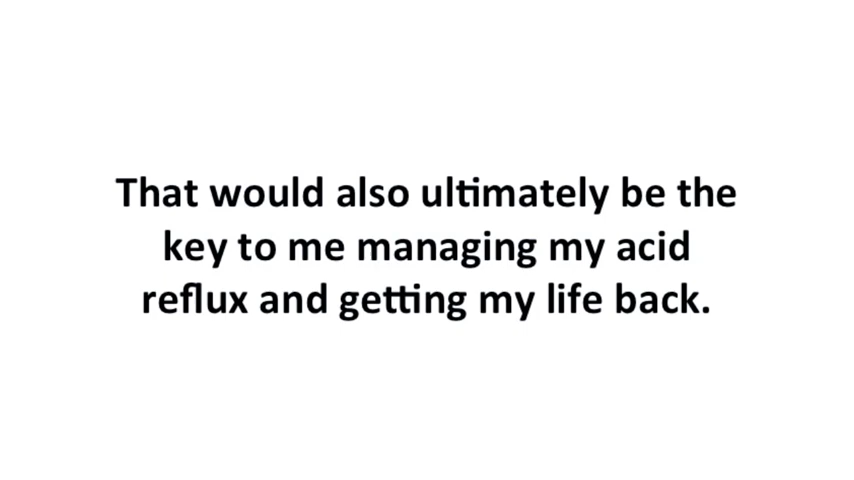 That would also ultimately be the
key to me managing my acid
reflux and getting my life back.